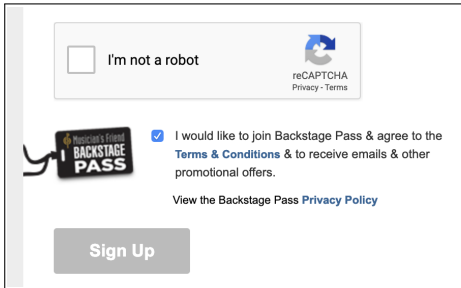 I'm not a robot
reCAPTCHA
Privacy - Terms
Musician's Friend
BACKSTAGE
PASS
I would like to join Backstage Pass & agree to the
Terms & Conditions & to receive emails & other
promotional offers.
View the Backstage Pass Privacy Policy
Sign Up